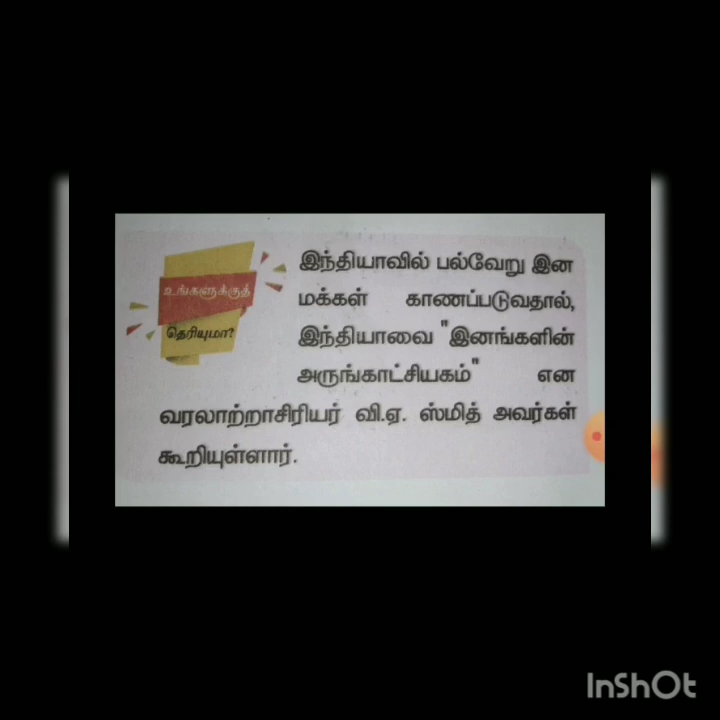 உங்களுக்குத்
தெரியுமா?
இந்தியாவில் பல்வேறு இன
மக்கள் காணப்படுவதால்,
இந்தியாவை "இனங்களின்
அருங்காட்சியகம்" என
வரலாற்றாசிரியர் வி.ஏ. ஸ்மித் அவர்கள்
கூறியுள்ளார்.
InShOt